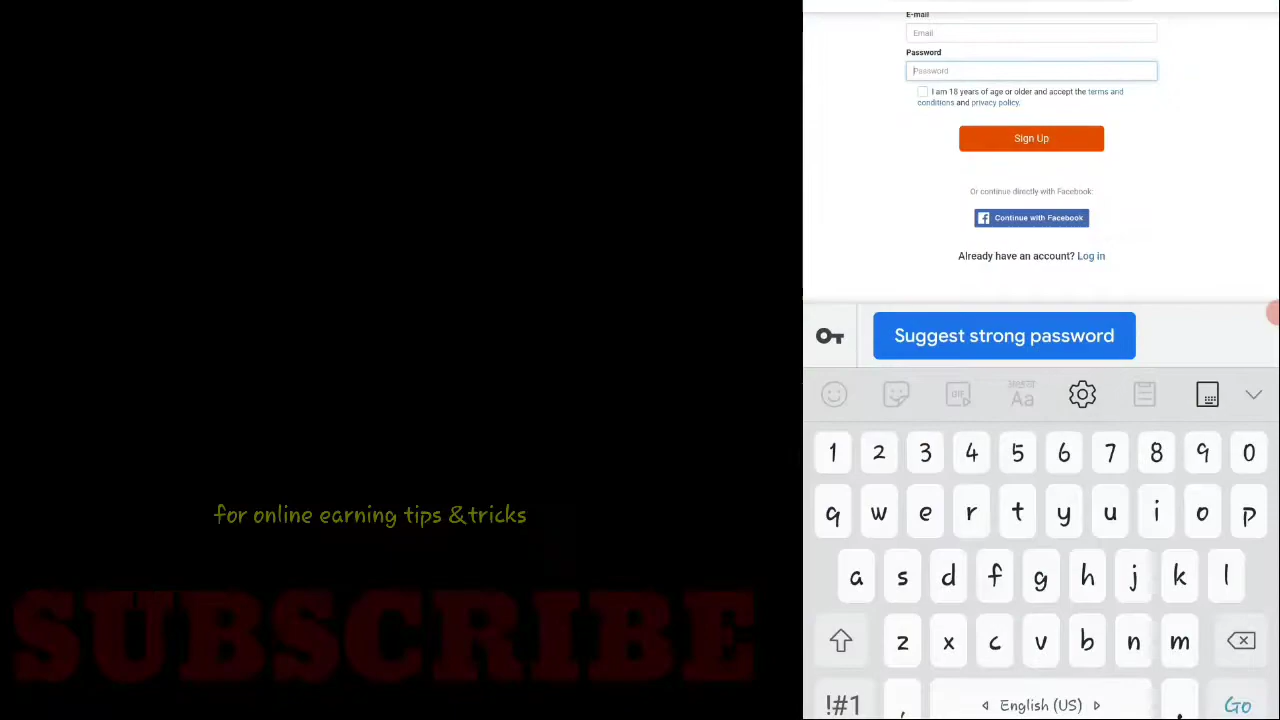 for online earning tips &tricks
SUBSCRIBE
E-mail
Email
Password
Password
I am 18 years of age or older and accept the terms and
conditions and privacy policy.
Sign Up
Or continue directly with Facebook:
Continue with Facebook
Already have an account? Log in
Suggest strong password
GIF
Aa
1 2 3 4 5 6 7 8 9 0
q w e r t y u i o p
a s d f g h j k l
z x c v b n m
!#1 , English (US) . Go